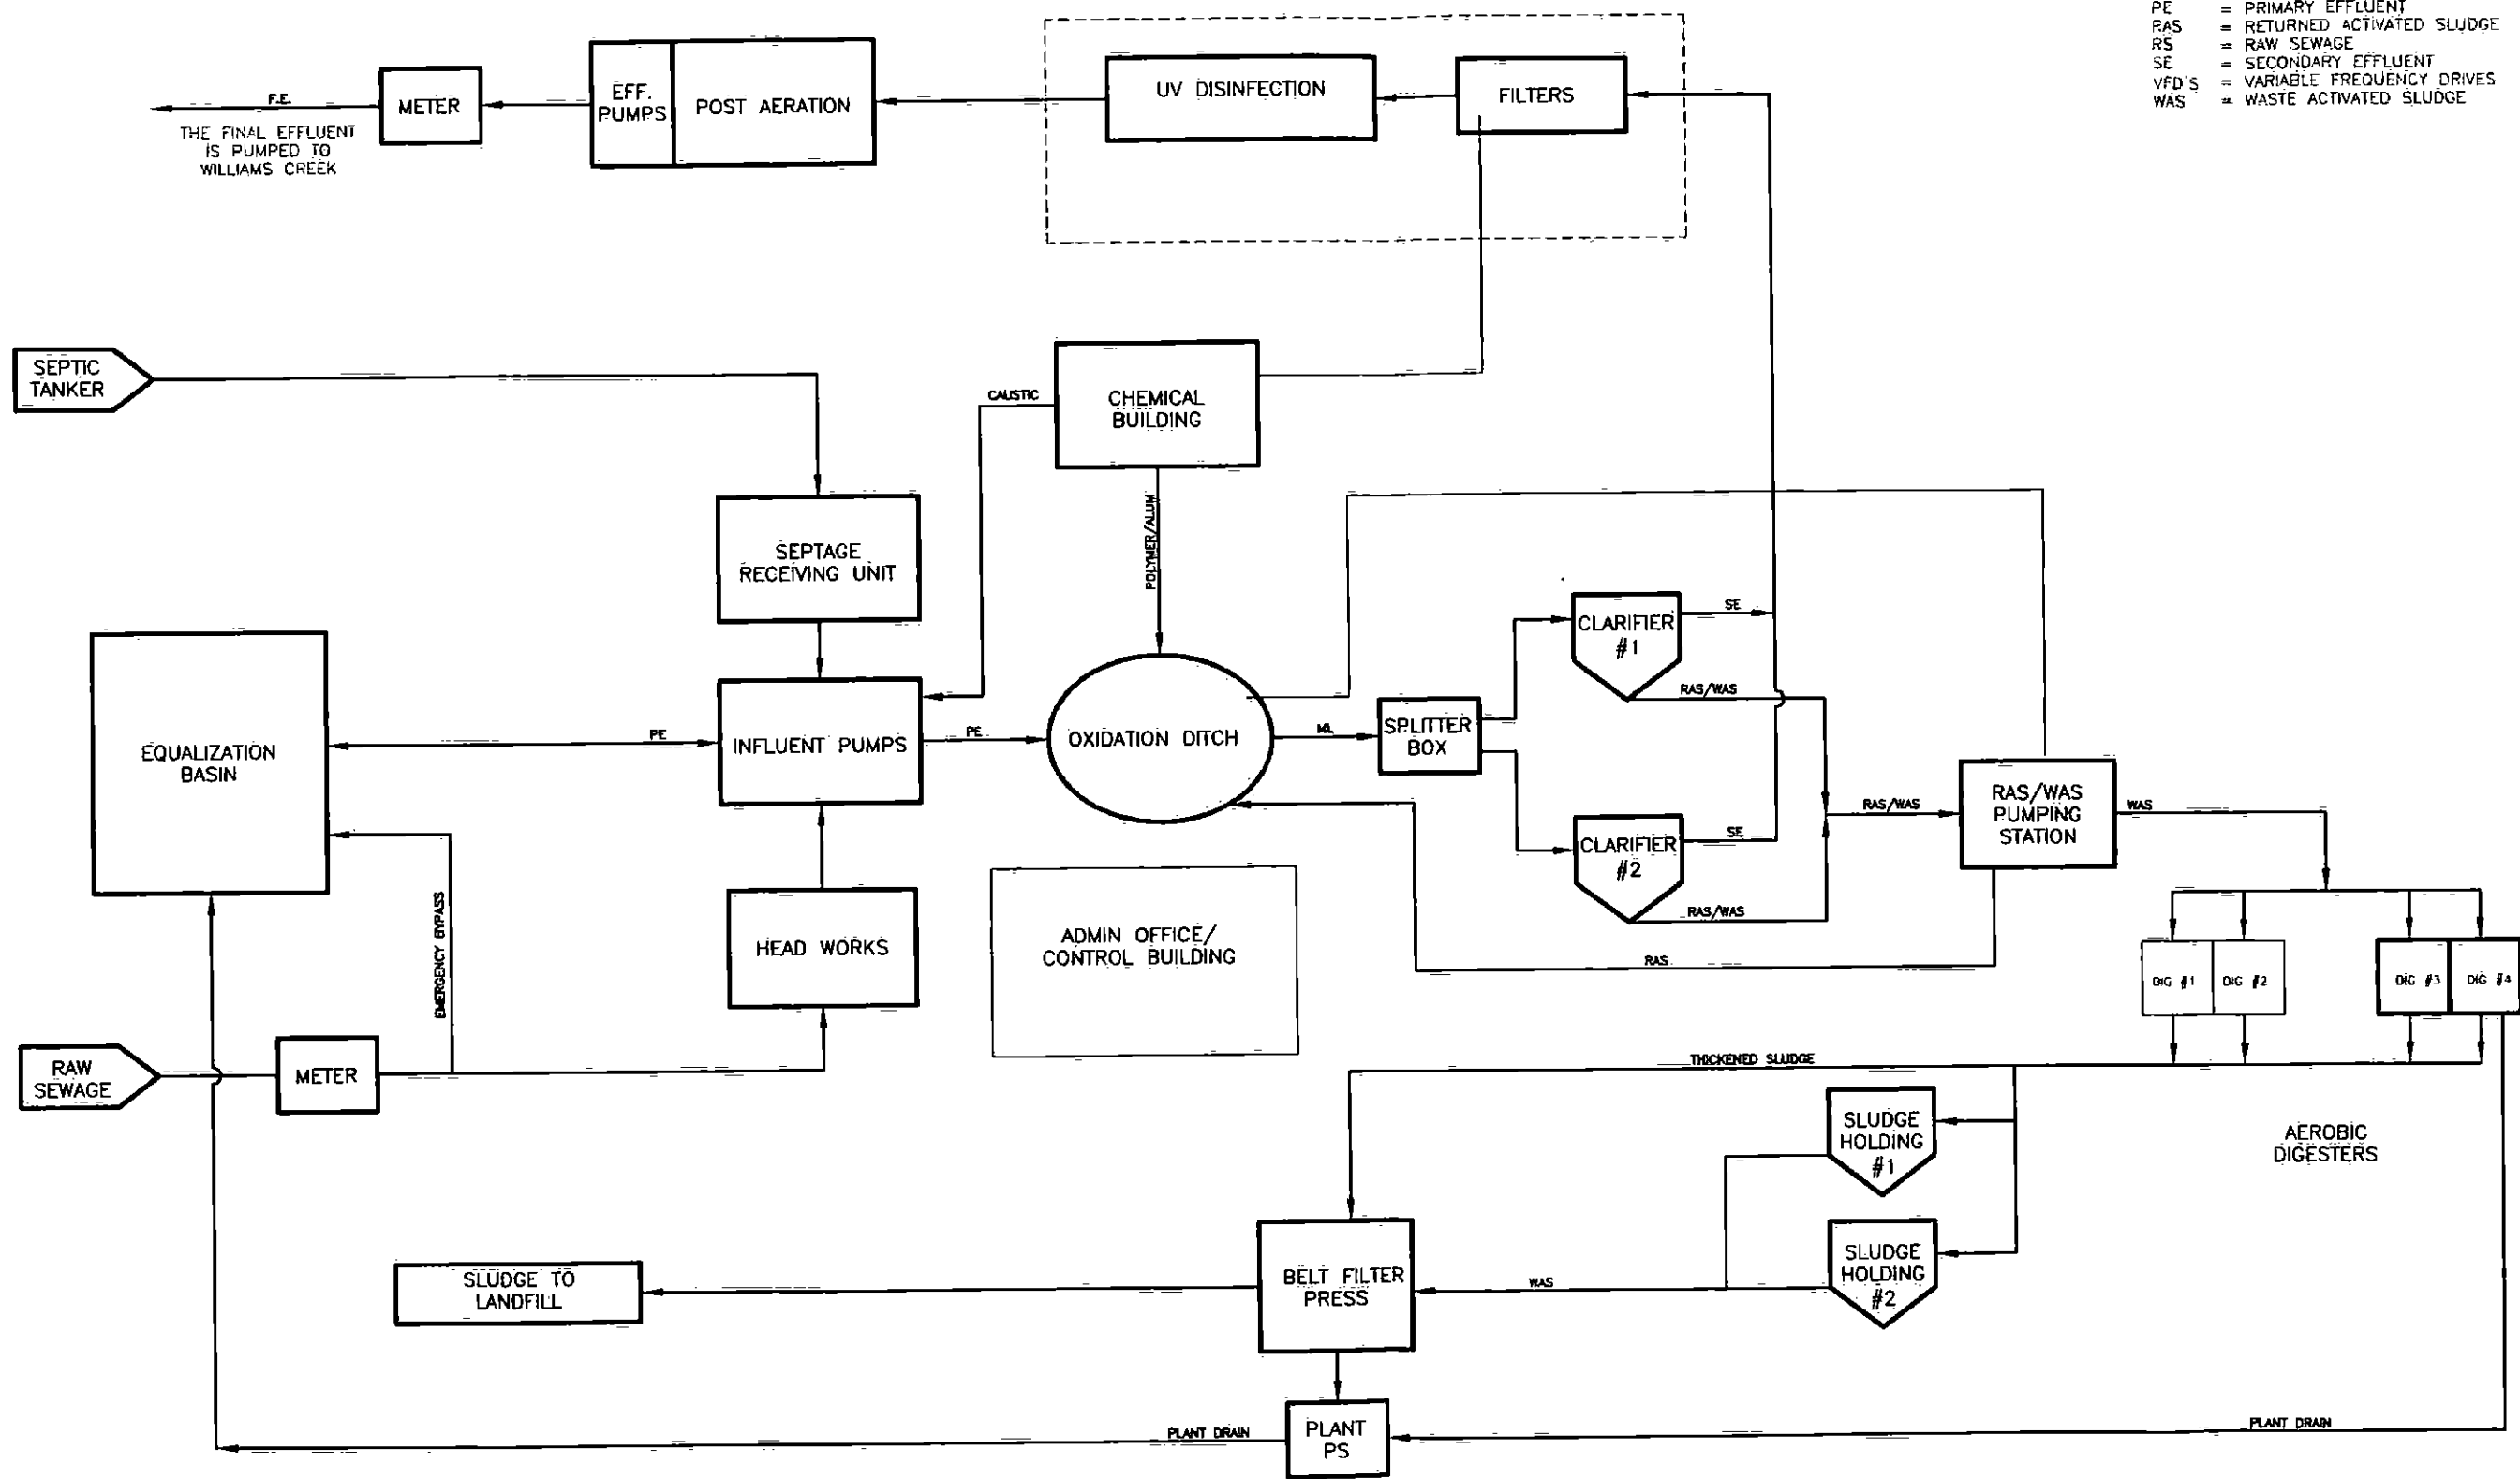 PE = PRIMARY EFFLUENT
RAS = RETURNED ACTIVATED SLUDGE
RS = RAW SEWAGE
SE = SECONDARY EFFLUENT
VFD'S = VARIABLE FREQUENCY DRIVES
WAS = WASTE ACTIVATED SLUDGE
F.E.
THE FINAL EFFLUENT
IS PUMPED TO
WILLIAMS CREEK
METER
EFF.
PUMPS
POST AERATION
UV DISINFECTION
FILTERS
SEPTIC
TANKER
CAUSTIC
CHEMICAL
BUILDING
POLYMER/ALUM
SEPTAGE
RECEIVING UNIT
EQUALIZATION
BASIN
PE
INFLUENT PUMPS
PE
OXIDATION DITCH
ML
SPLITTER
BOX
CLARIFIER
#1
SE
RAS/WAS
CLARIFIER
#2
SE
RAS/WAS
RAS/WAS
RAS/WAS
PUMPING
STATION
WAS
RAS
EMERGENCY BYPASS
HEAD WORKS
ADMIN OFFICE/
CONTROL BUILDING
DIG #1
DIG #2
DIG #3
DIG #4
RAW
SEWAGE
METER
THICKENED SLUDGE
SLUDGE
HOLDING
#1
AEROBIC
DIGESTERS
SLUDGE TO
LANDFILL
BELT FILTER
PRESS
WAS
SLUDGE
HOLDING
#2
PLANT DRAIN
PLANT
PS
PLANT DRAIN